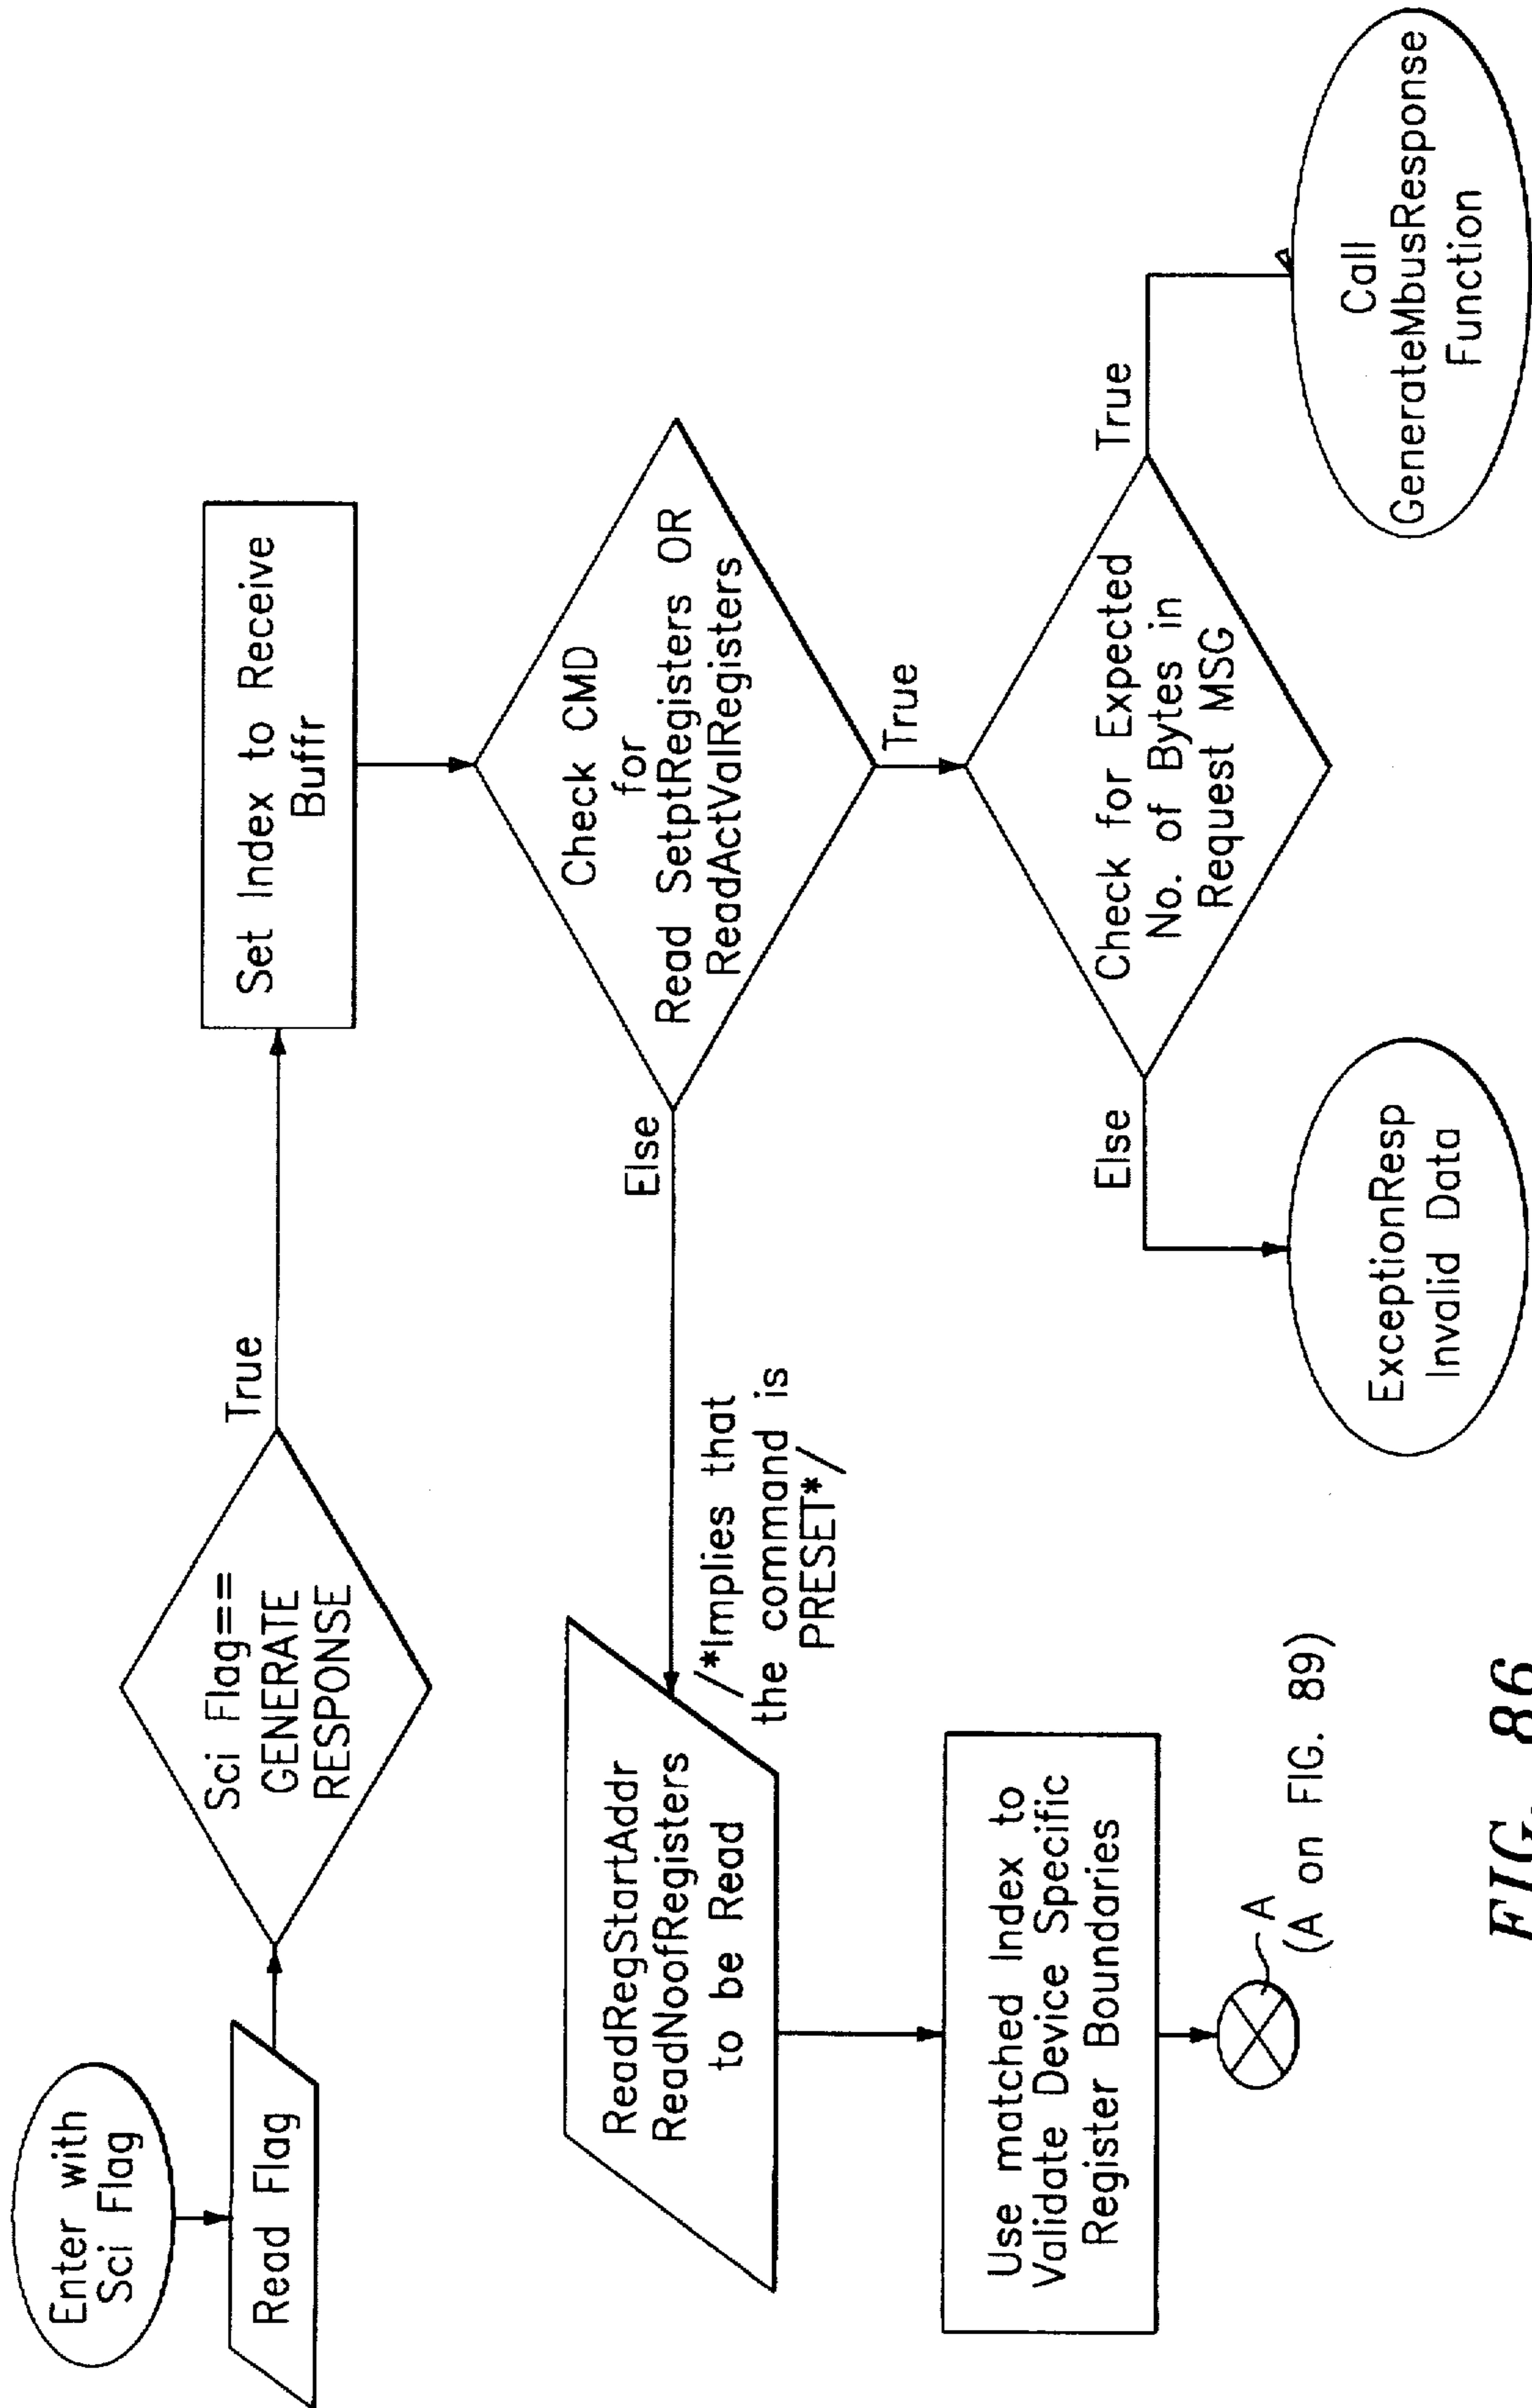 Enter with
Sci Flag
Read Flag
Sci Flag==
GENERATE
RESPONSE
True
Set Index to Receive
Buffr
Check CMD
for
Read SetptRegisters OR
ReadActValRegisters
Else
True
/*Implies that
the command is
PRESET*/
ReadRegStartAddr
ReadNoofRegisters
to be Read
Use matched Index to
Validate Device Specific
Register Boundaries
A
(A on FIG. 89)
Check for Expected
No. of Bytes in
Request MSG
Else
True
ExceptionResp
Invalid Data
Call
GenerateMbusResponse
Function
FIG. 86